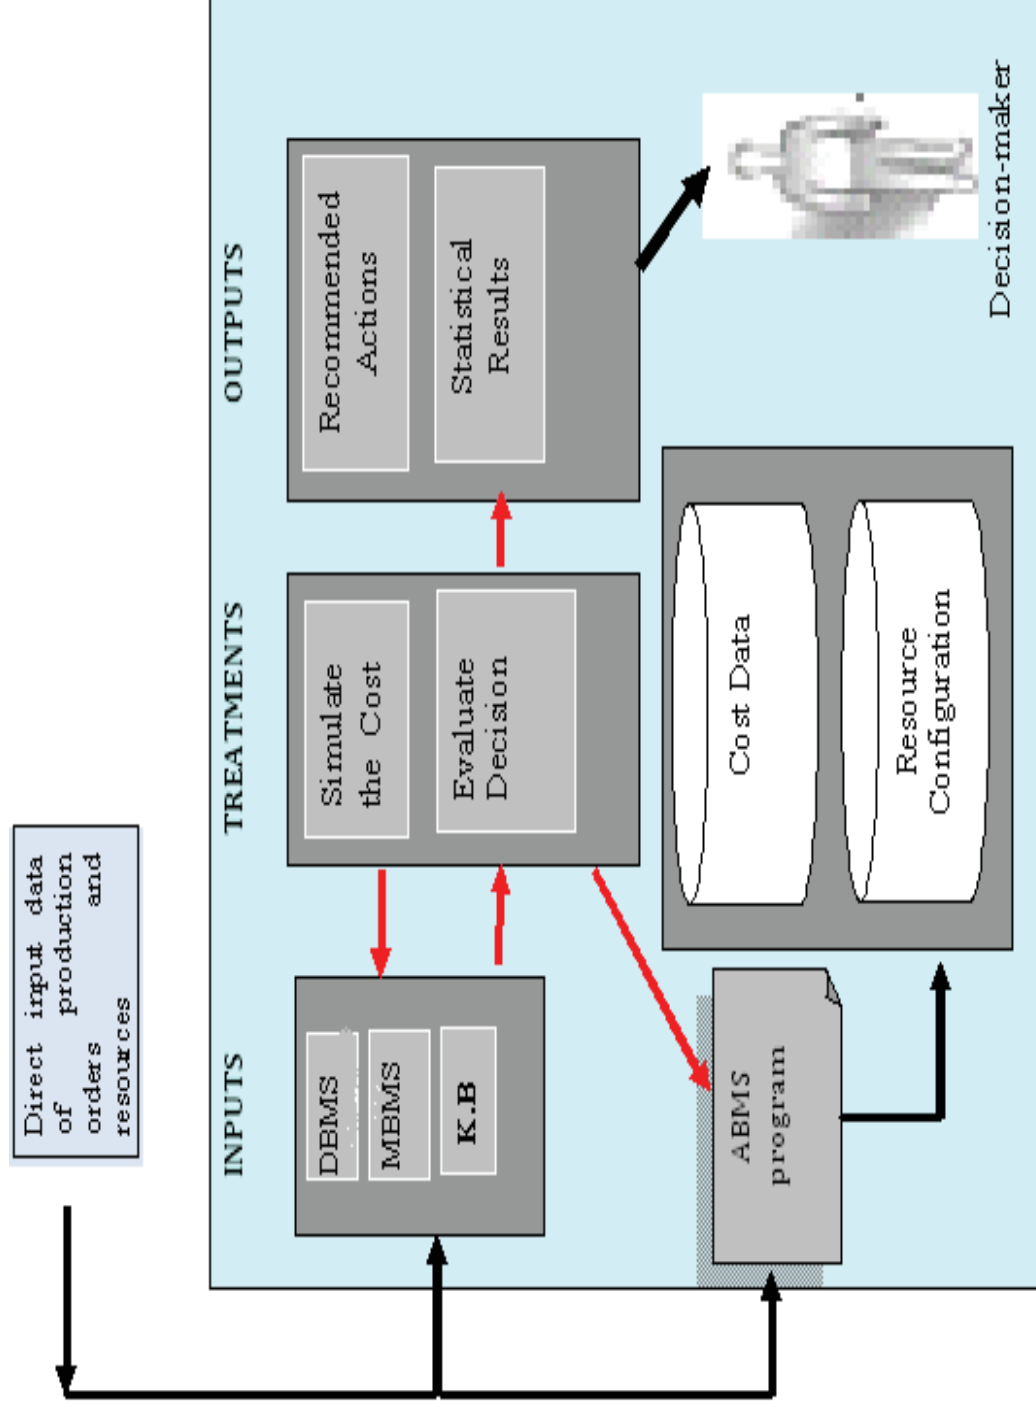 Direct input data
of production
orders and
resources
INPUTS
TREATMENTS
OUTPUTS
DBMS
MBMS
K.B
Simulate
the Cost
Evaluate
Decision
Recommended
Actions
Statistical
Results
ABMS
program
Cost Data
Resource
Configuration
Decision-maker